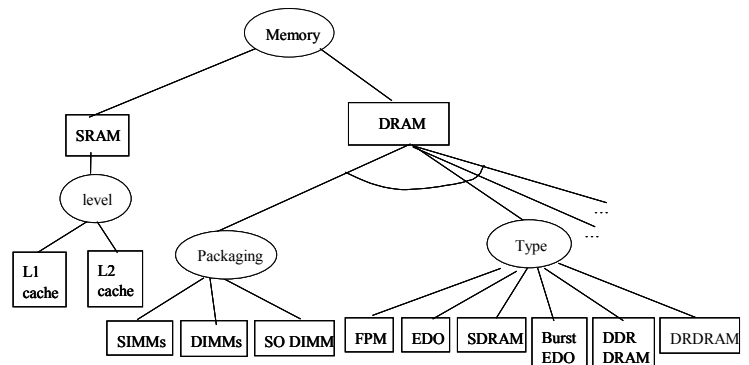 Memory
SRAM
DRAM
level
...
...
L1
cache
L2
cache
Packaging
Type
SIMMs
DIMMs
SO DIMM
FPM
EDO
SDRAM
Burst
EDO
DDR
DRAM
DRDRAM